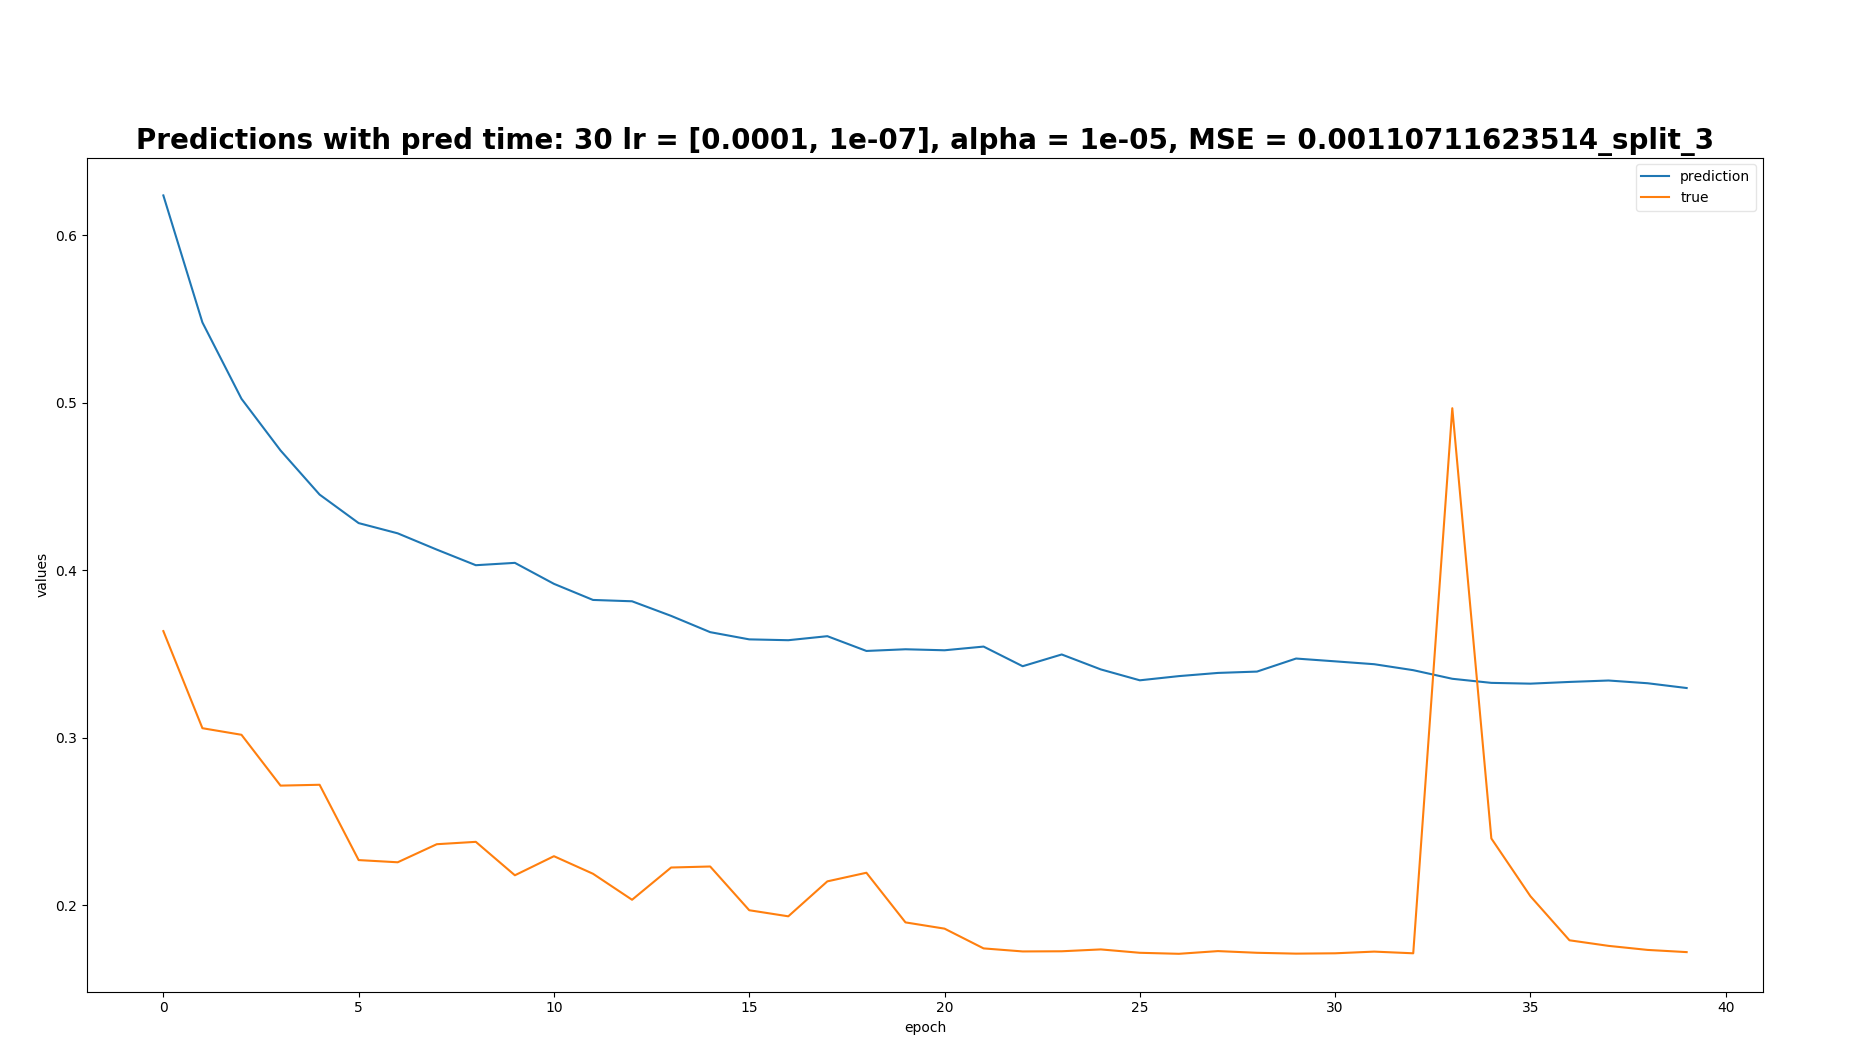 Predictions with pred time: 30 lr = [0.0001, 1e-07], alpha = 1e-05, MSE = 0.00110711623514_split_3
prediction
true
values
0.6
0.5
0.4
0.3
0.2
0 5 10 15 20 25 30 35 40
epoch